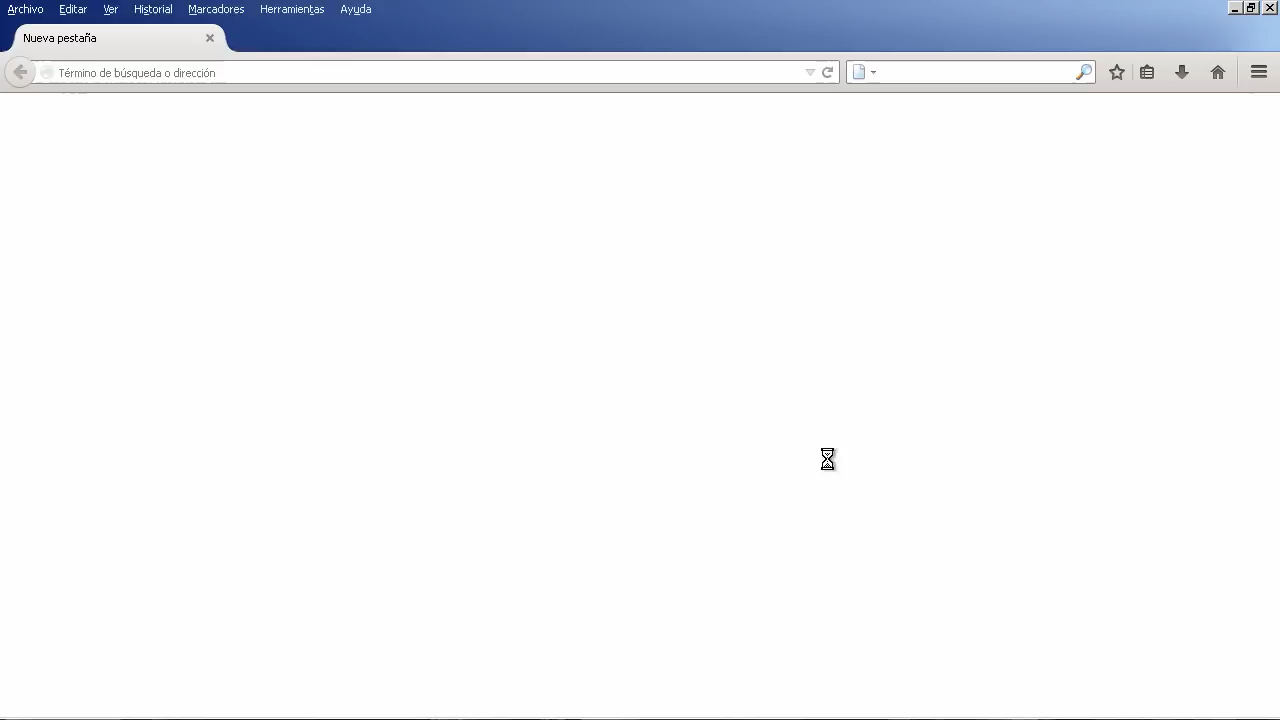 Archivo Editar Ver Historial Marcadores Herramientas Ayuda
Nueva pestaña
Término de búsqueda o dirección